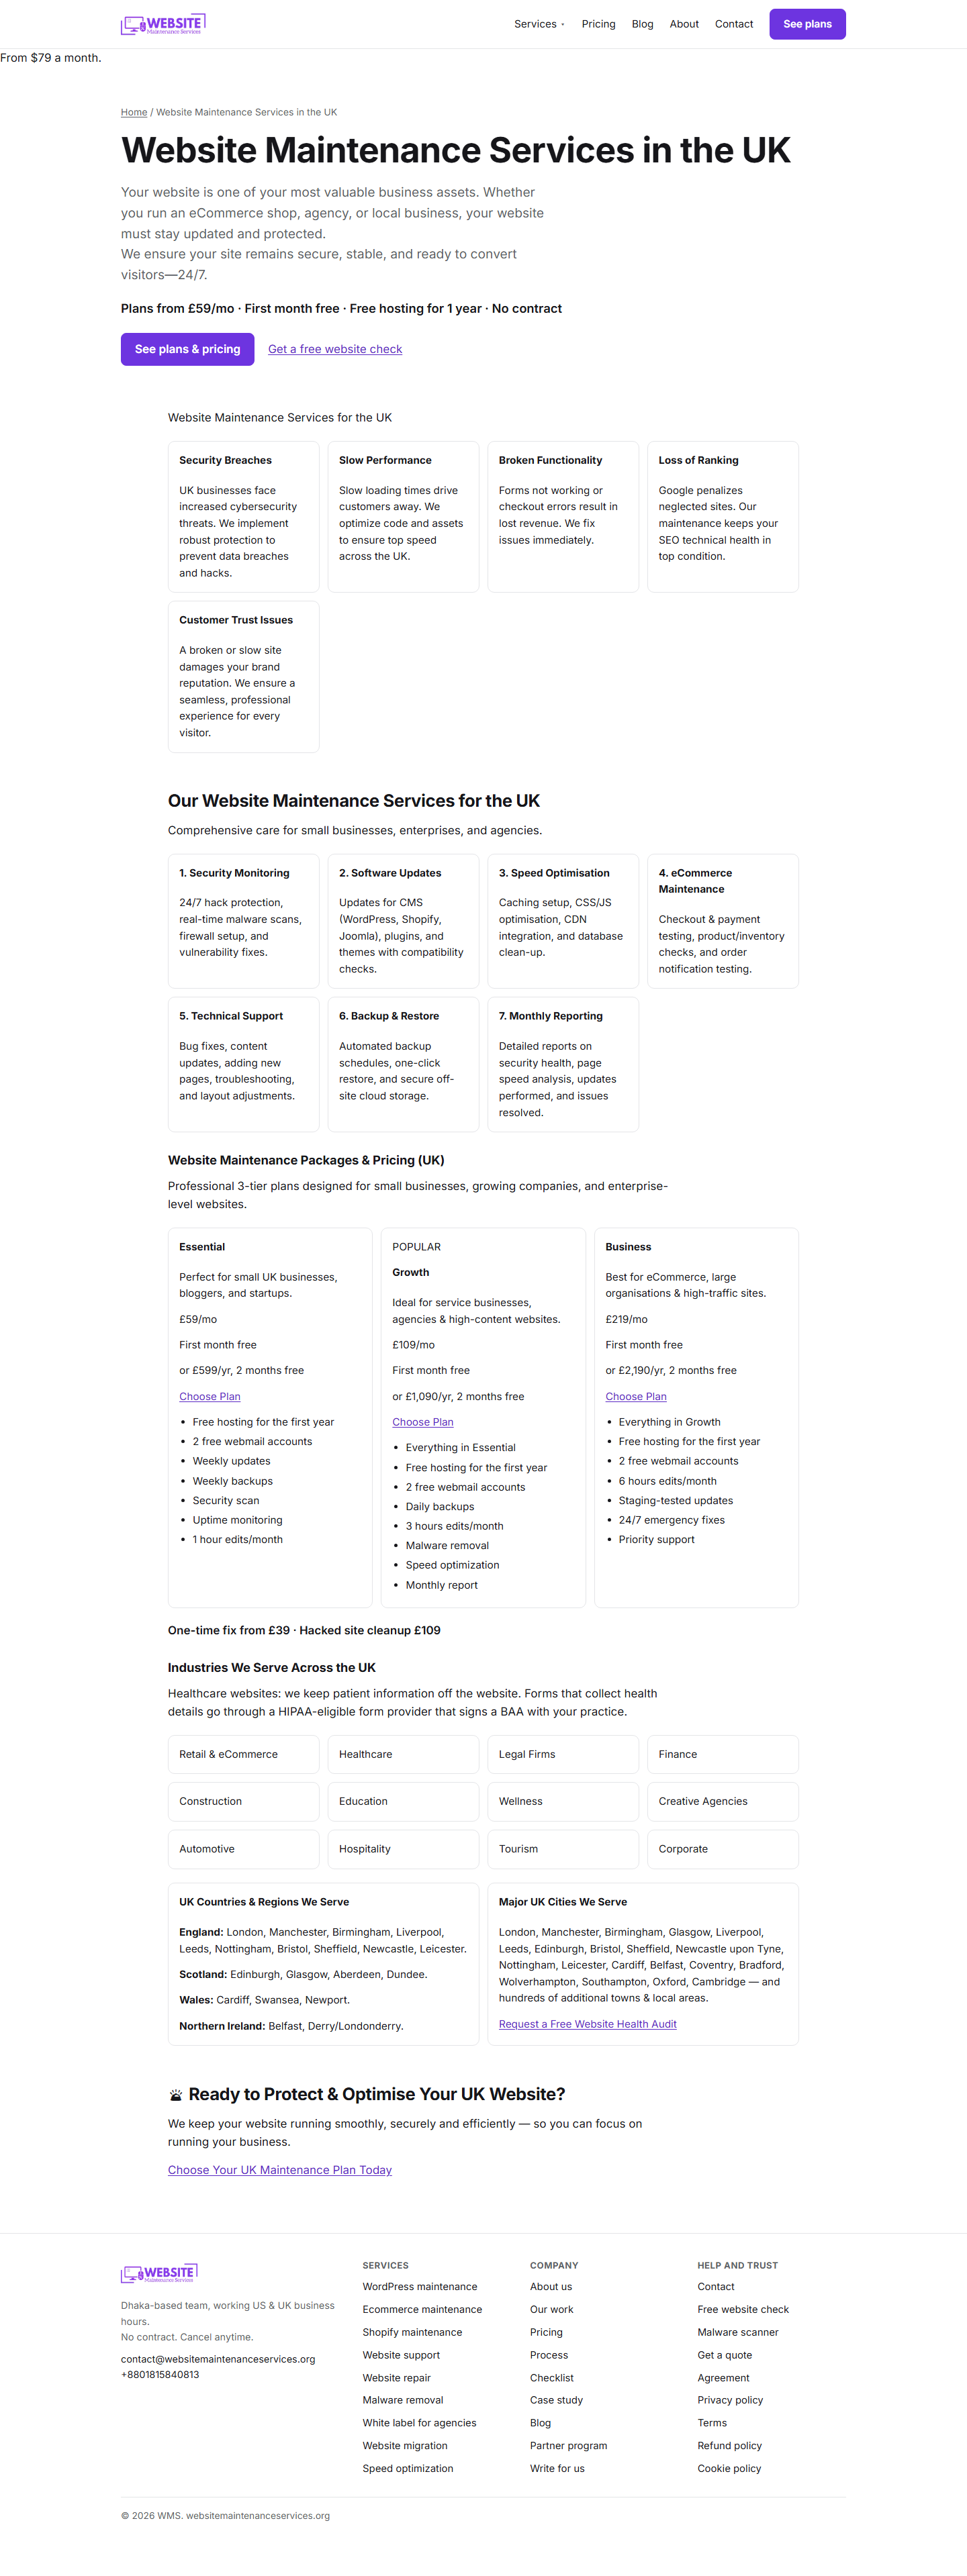 WEBSITE
Maintenance Services
Services
Pricing
Blog
About
Contact
See plans
From $79 a month.
Home / Website Maintenance Services in the UK
Website Maintenance Services in the UK
Your website is one of your most valuable business assets. Whether
you run an eCommerce shop, agency, or local business, your website
must stay updated and protected.
We ensure your site remains secure, stable, and ready to convert
visitors—24/7.
Plans from £59/mo · First month free · Free hosting for 1 year · No contract
See plans & pricing
Get a free website check
Website Maintenance Services for the UK
Security Breaches
UK businesses face
increased cybersecurity
threats. We implement
robust protection to
prevent data breaches
and hacks.
Slow Performance
Slow loading times drive
customers away. We
optimize code and assets
to ensure top speed
across the UK.
Broken Functionality
Forms not working or
checkout errors result in
lost revenue. We fix
issues immediately.
Loss of Ranking
Google penalizes
neglected sites. Our
maintenance keeps your
SEO technical health in
top condition.
Customer Trust Issues
A broken or slow site
damages your brand
reputation. We ensure a
seamless, professional
experience for every
visitor.
Our Website Maintenance Services for the UK
Comprehensive care for small businesses, enterprises, and agencies.
1. Security Monitoring
24/7 hack protection,
real-time malware scans,
firewall setup, and
vulnerability fixes.
2. Software Updates
Updates for CMS
(WordPress, Shopify,
Joomla), plugins, and
themes with compatibility
checks.
3. Speed Optimisation
Caching setup, CSS/JS
optimisation, CDN
integration, and database
clean-up.
4. eCommerce
Maintenance
Checkout & payment
testing, product/inventory
checks, and order
notification testing.
5. Technical Support
Bug fixes, content
updates, adding new
pages, troubleshooting,
and layout adjustments.
6. Backup & Restore
Automated backup
schedules, one-click
restore, and secure off-
site cloud storage.
7. Monthly Reporting
Detailed reports on
security health, page
speed analysis, updates
performed, and issues
resolved.
Website Maintenance Packages & Pricing (UK)
Professional 3-tier plans designed for small businesses, growing companies, and enterprise-
level websites.
Essential
Perfect for small UK businesses,
bloggers, and startups.
£59/mo
First month free
or £599/yr, 2 months free
Choose Plan
• Free hosting for the first year
• 2 free webmail accounts
• Weekly updates
• Weekly backups
• Security scan
• Uptime monitoring
• 1 hour edits/month
POPULAR
Growth
Ideal for service businesses,
agencies & high-content websites.
£109/mo
First month free
or £1,090/yr, 2 months free
Choose Plan
• Everything in Essential
• Free hosting for the first year
• 2 free webmail accounts
• Daily backups
• 3 hours edits/month
• Malware removal
• Speed optimization
• Monthly report
Business
Best for eCommerce, large
organisations & high-traffic sites.
£219/mo
First month free
or £2,190/yr, 2 months free
Choose Plan
• Everything in Growth
• Free hosting for the first year
• 2 free webmail accounts
• 6 hours edits/month
• Staging-tested updates
• 24/7 emergency fixes
• Priority support
One-time fix from £39 · Hacked site cleanup £109
Industries We Serve Across the UK
Healthcare websites: we keep patient information off the website. Forms that collect health
details go through a HIPAA-eligible form provider that signs a BAA with your practice.
Retail & eCommerce
Healthcare
Legal Firms
Finance
Construction
Education
Wellness
Creative Agencies
Automotive
Hospitality
Tourism
Corporate
UK Countries & Regions We Serve
England: London, Manchester, Birmingham, Liverpool,
Leeds, Nottingham, Bristol, Sheffield, Newcastle, Leicester.
Scotland: Edinburgh, Glasgow, Aberdeen, Dundee.
Wales: Cardiff, Swansea, Newport.
Northern Ireland: Belfast, Derry/Londonderry.
Major UK Cities We Serve
London, Manchester, Birmingham, Glasgow, Liverpool,
Leeds, Edinburgh, Bristol, Sheffield, Newcastle upon Tyne,
Nottingham, Leicester, Cardiff, Belfast, Coventry, Bradford,
Wolverhampton, Southampton, Oxford, Cambridge — and
hundreds of additional towns & local areas.
Request a Free Website Health Audit
Ready to Protect & Optimise Your UK Website?
We keep your website running smoothly, securely and efficiently — so you can focus on
running your business.
Choose Your UK Maintenance Plan Today
WEBSITE
Maintenance Services
Dhaka-based team, working US & UK business
hours.
No contract. Cancel anytime.
contact@websitemaintenanceservices.org
+8801815840813
SERVICES
WordPress maintenance
Ecommerce maintenance
Shopify maintenance
Website support
Website repair
Malware removal
White label for agencies
Website migration
Speed optimization
COMPANY
About us
Our work
Pricing
Process
Checklist
Case study
Blog
Partner program
Write for us
HELP AND TRUST
Contact
Free website check
Malware scanner
Get a quote
Agreement
Privacy policy
Terms
Refund policy
Cookie policy
© 2026 WMS. websitemaintenanceservices.org